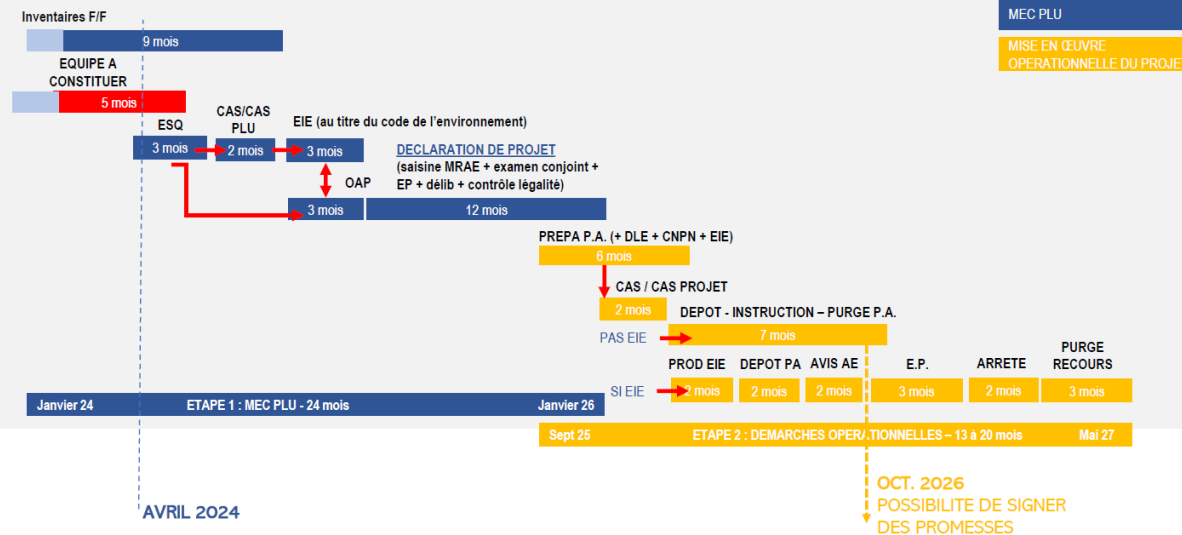 Inventaires F/F
MEC PLU
9 mois
MISE EN ŒUVRE
OPERATIONNELLE DU PROJE
EQUIPE A
CONSTITUER
5 mois
ESQ
CAS/CAS
PLU
EIE (au titre du code de l'environnement)
3 mois
2 mois
3 mois
DECLARATION DE PROJET
(saisine MRAE + examen conjoint +
EP + délib + contrôle légalité)
OAP
3 mois
12 mois
PREPA P.A. (+ DLE + CNPN + EIE)
6 mois
CAS / CAS PROJET
2 mois
DEPOT - INSTRUCTION – PURGE P.A.
PAS EIE
7 mois
PROD EIE
DEPOT PA
AVIS AE
E.P.
ARRETE
PURGE
RECOURS
SI EIE
2 mois
2 mois
2 mois
3 mois
2 mois
3 mois
Janvier 24
ETAPE 1 : MEC PLU - 24 mois
Janvier 26
Sept 25
ETAPE 2 : DEMARCHES OPERATIONNELLES – 13 à 20 mois
Mai 27
AVRIL 2024
OCT. 2026
POSSIBILITE DE SIGNER
DES PROMESSES